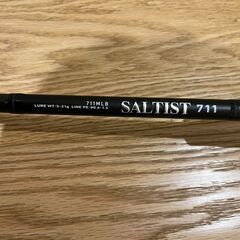 711MLB
LURE WT:5-21g LINE PE:#0.6-1.5
SALTIST 711